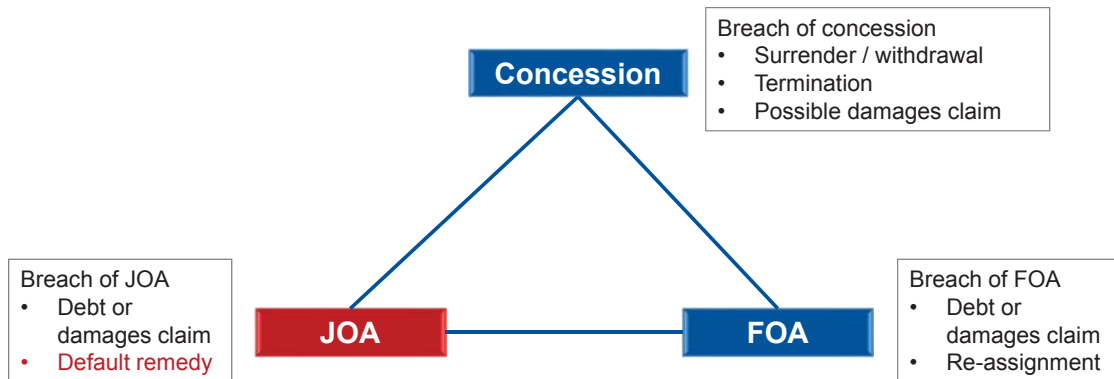 Breach of concession
• Surrender / withdrawal
• Termination
• Possible damages claim
Concession
Breach of JOA
• Debt or
damages claim
• Default remedy
JOA
FOA
Breach of FOA
• Debt or
damages claim
• Re-assignment